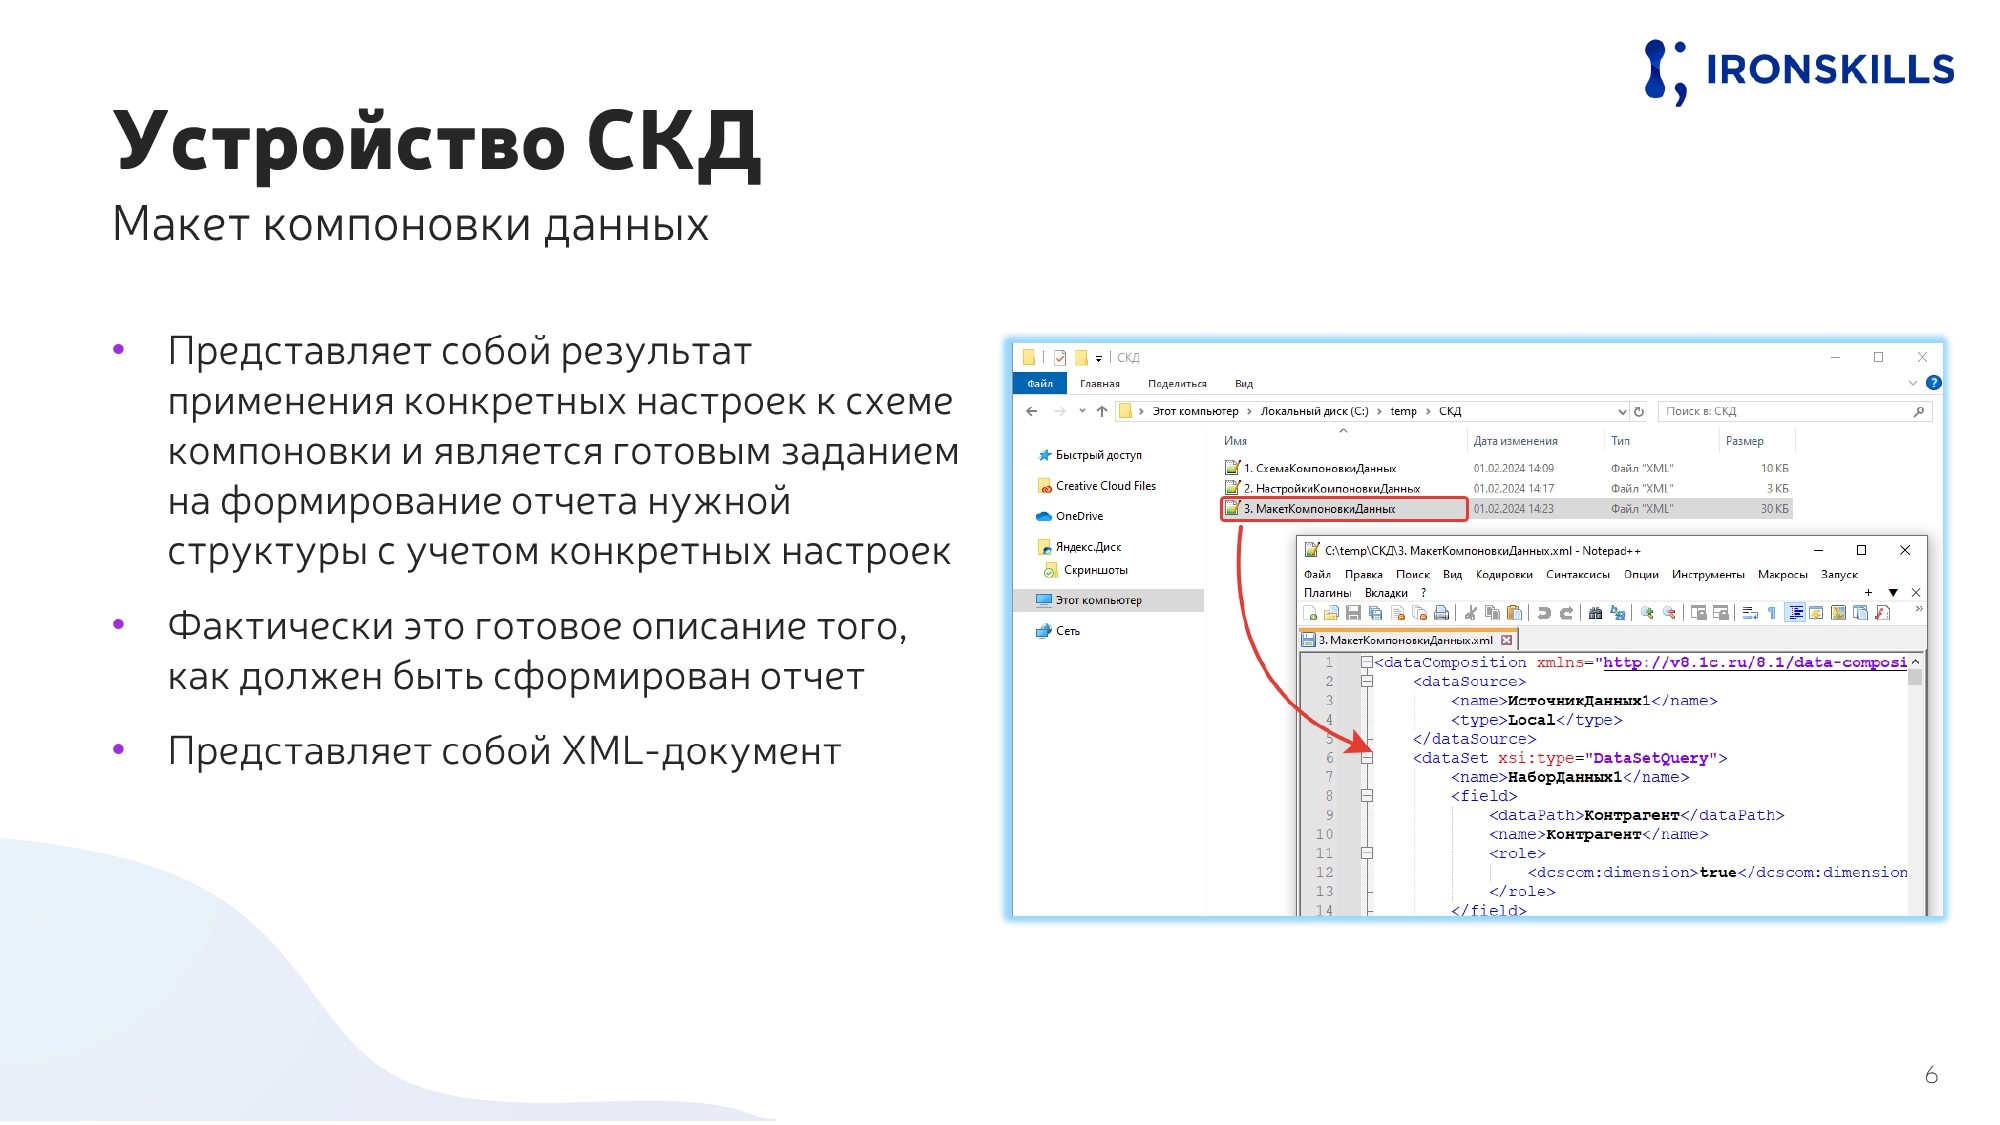 IRONSKILLS
Устройство СКД
Макет компоновки данных
• Представляет собой результат
применения конкретных настроек к схеме
компоновки и является готовым заданием
на формирование отчета нужной
структуры с учетом конкретных настроек
• Фактически это готовое описание того,
как должен быть сформирован отчет
• Представляет собой XML-документ
СКД
Файл Главная Поделиться Вид
Этот компьютер › Локальный диск (C:) › temp › СКД
Поиск в: СКД
Имя Дата изменения Тип Размер
1. СхемаКомпоновкиДанных 01.02.2024 14:09 Файл "XML" 10 КБ
2. НастройкиКомпоновкиДанных 01.02.2024 14:17 Файл "XML" 3 КБ
3. МакетКомпоновкиДанных 01.02.2024 14:23 Файл "XML" 30 КБ
Быстрый доступ
Creative Cloud Files
OneDrive
Яндекс.Диск
Скриншоты
Этот компьютер
Сеть
C:\temp\СКД\3. МакетКомпоновкиДанных.xml - Notepad++
Файл Правка Поиск Вид Кодировки Синтаксисы Опции Инструменты Макросы Запуск
Плагины Вкладки ? + ▼ X
3. МакетКомпоновкиДанных.xml
1 <dataComposition xmlns="http://v8.1c.ru/8.1/data-composi
2 <dataSource>
3 <name>ИсточникДанных1</name>
4 <type>Local</type>
5 </dataSource>
6 <dataSet xsi:type="DataSetQuery">
7 <name>НаборДанных1</name>
8 <field>
9 <dataPath>Контрагент</dataPath>
10 <name>Контрагент</name>
11 <role>
12 <dcscom:dimension>true</dcscom:dimension
13 </role>
14 </field>
6